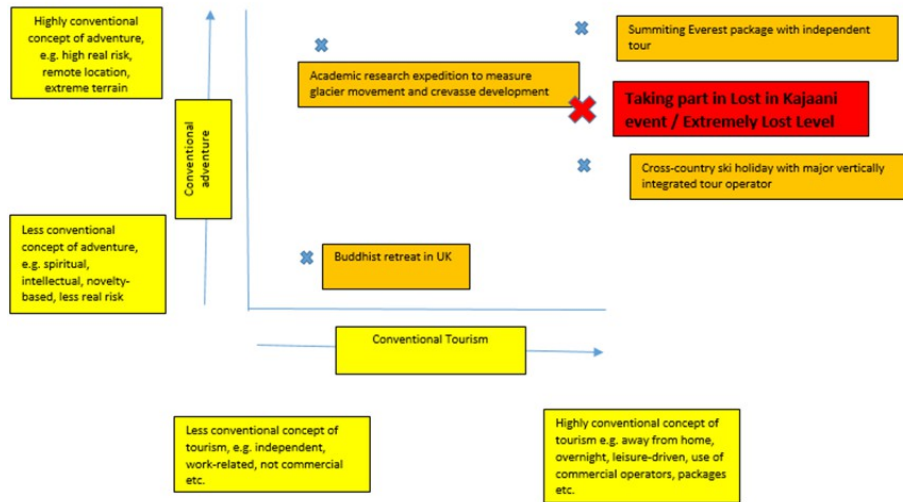 Highly conventional
concept of adventure,
e.g. high real risk,
remote location,
extreme terrain
Summiting Everest package with independent
tour
Academic research expedition to measure
glacier movement and crevasse development
Taking part in Lost in Kajaani
event / Extremely Lost Level
Conventional
adventure
Cross-country ski holiday with major vertically
integrated tour operator
Less conventional
concept of adventure,
e.g. spiritual,
intellectual, novelty-
based, less real risk
Buddhist retreat in UK
Conventional Tourism
Less conventional concept of
tourism, e.g. independent,
work-related, not commercial
etc.
Highly conventional concept of
tourism e.g. away from home,
overnight, leisure-driven, use of
commercial operators, packages
etc.